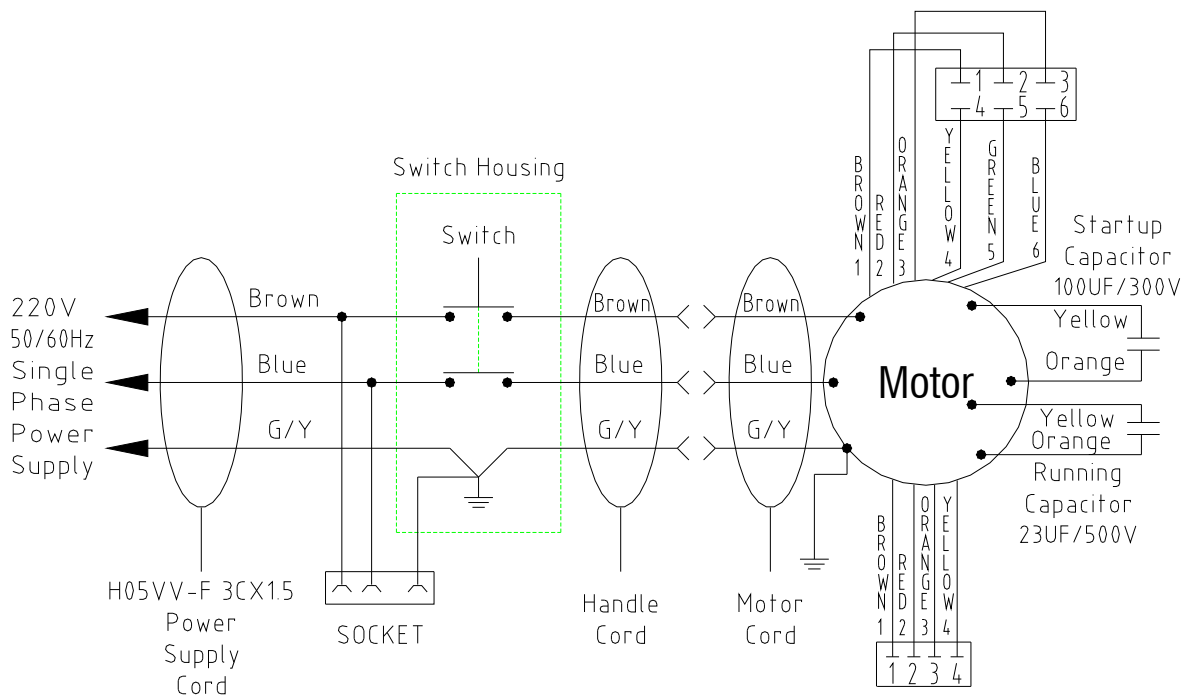 220V
50/60Hz
Single
Phase
Power
Supply
Brown
Blue
G/Y
H05VV-F 3CX1.5
Power
Supply
Cord
SOCKET
Switch Housing
Switch
Brown
Blue
G/Y
Handle
Cord
Brown
Blue
G/Y
Motor
Cord
Motor
BROWN 1
RED 2
ORANGE 3
YELLOW 4
GREEN 5
BLUE 6
1 2 3
4 5 6
Startup
Capacitor
100UF/300V
Yellow
Orange
Yellow
Orange
Running
Capacitor
23UF/500V
BROWN 1
RED 2
ORANGE 3
YELLOW 4
1 2 3 4